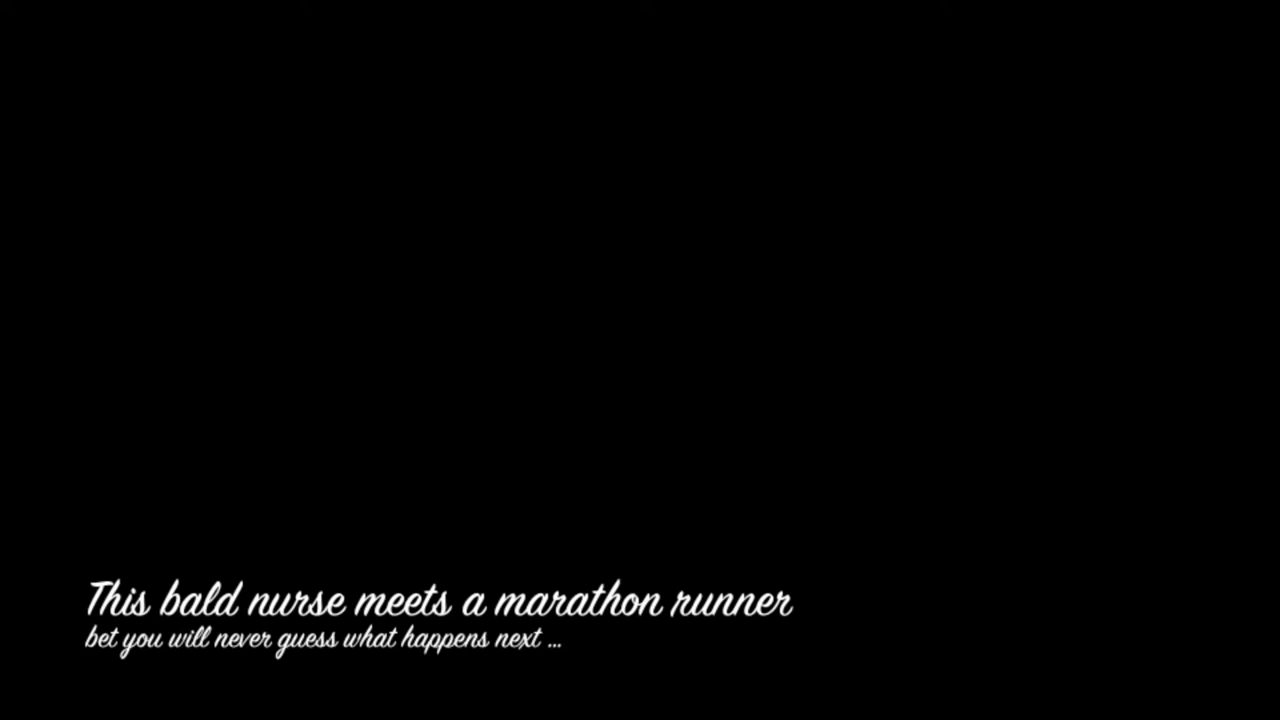 This bald nurse meets a marathon runner
bet you will never guess what happens next ...